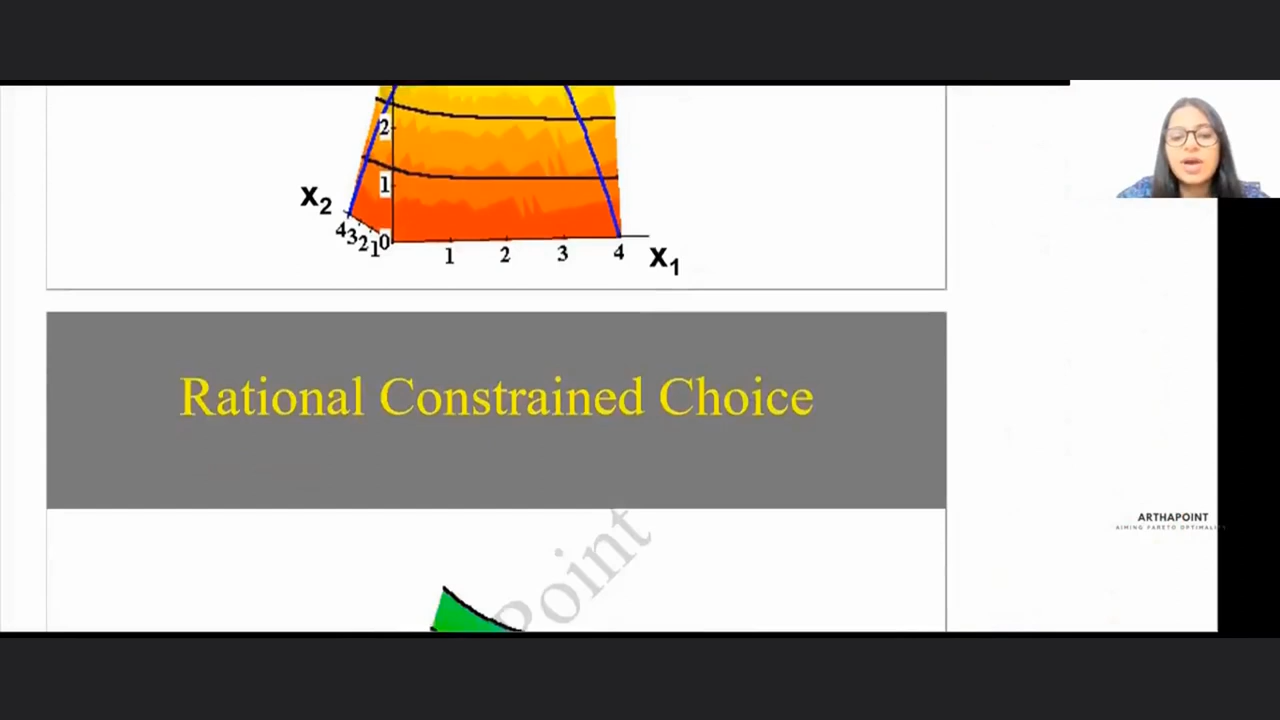 2
1
X2
4 3 2 1 0
1 2 3 4
X1
Rational Constrained Choice
Point
ARTHAPOINT
AIMING PARETO OPTIMALITY